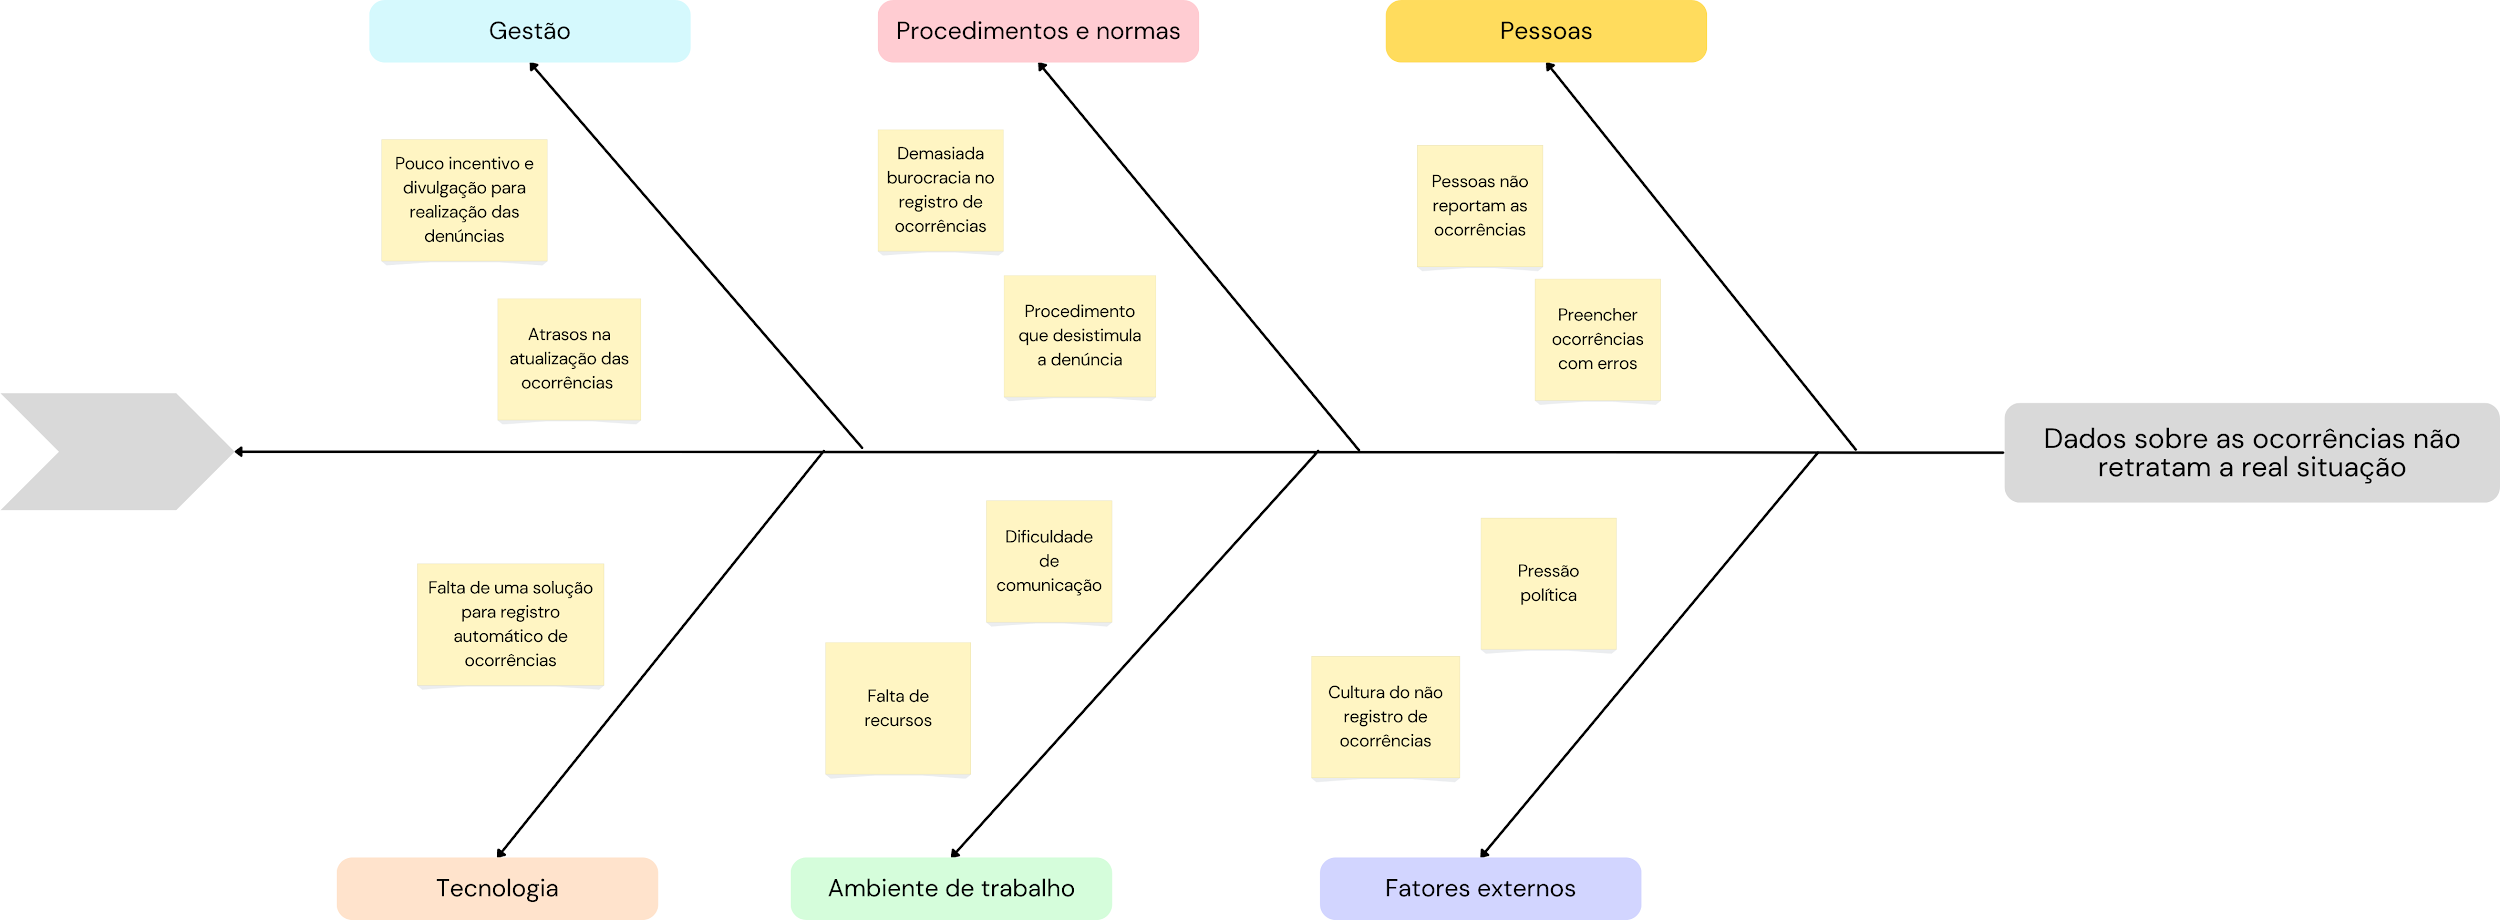 Gestão
Procedimentos e normas
Pessoas
Pouco incentivo e
divulgação para
realização das
denúncias
Atrasos na
atualização das
ocorrências
Demasiada
burocracia no
registro de
ocorrências
Procedimento
que desistimula
a denúncia
Pessoas não
reportam as
ocorrências
Preencher
ocorrências
com erros
Dados sobre as ocorrências não
retratam a real situação
Falta de uma solução
para registro
automático de
ocorrências
Dificuldade
de
comunicação
Falta de
recursos
Pressão
política
Cultura do não
registro de
ocorrências
Tecnologia
Ambiente de trabalho
Fatores externos